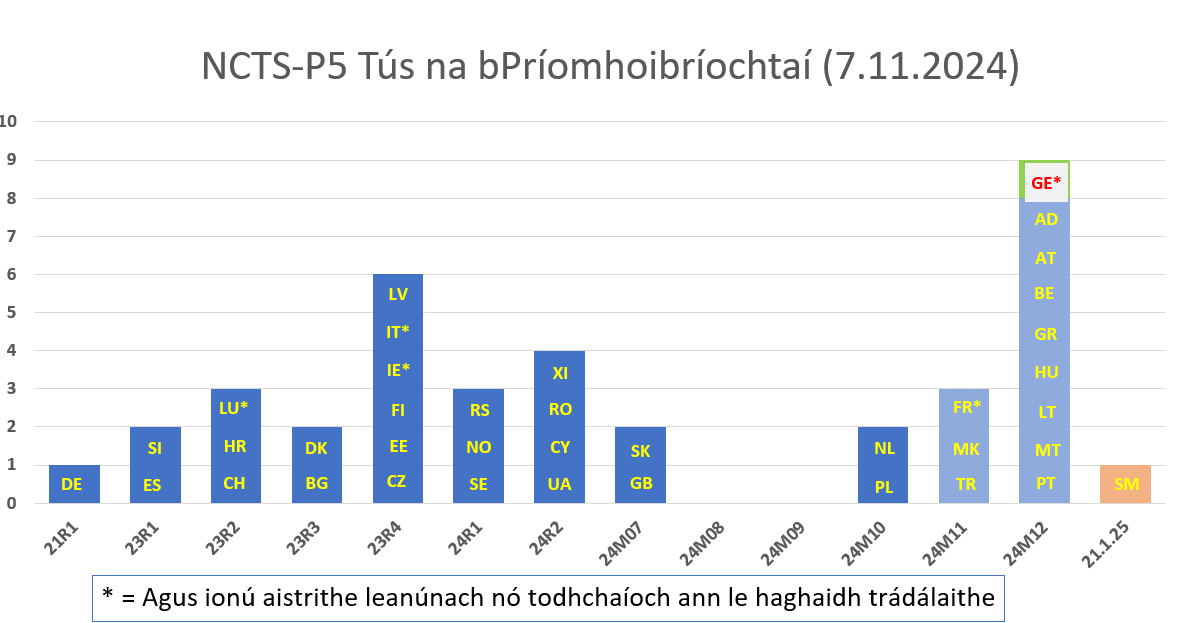 NCTS-P5 Tús na bPríomhoibríochtaí (7.11.2024)
10
9
8
7
6
5
4
3
2
1
0
DE
SI
ES
LU*
HR
CH
DK
BG
LV
IT*
IE*
FI
EE
CZ
RS
NO
SE
XI
RO
CY
UA
SK
GB
NL
PL
FR*
MK
TR
GE*
AD
AT
BE
GR
HU
LT
MT
PT
SM
21R1
23R1
23R2
23R3
23R4
24R1
24R2
24M07
24M08
24M09
24M10
24M11
24M12
21.1.25
* = Agus ionú aistrithe leanúnach nó todhchaíoch ann le haghaidh trádálaithe